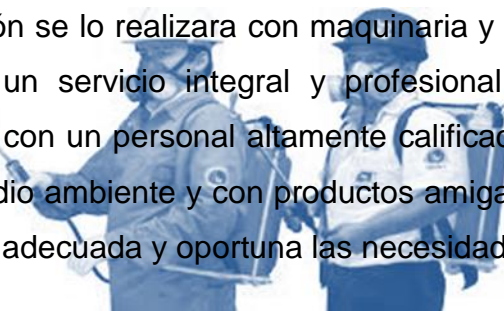 ón se lo realizara con maquinaria y
un servicio integral y profesional
con un personal altamente calificad
dio ambiente y con productos amiga
adecuada y oportuna las necesidad